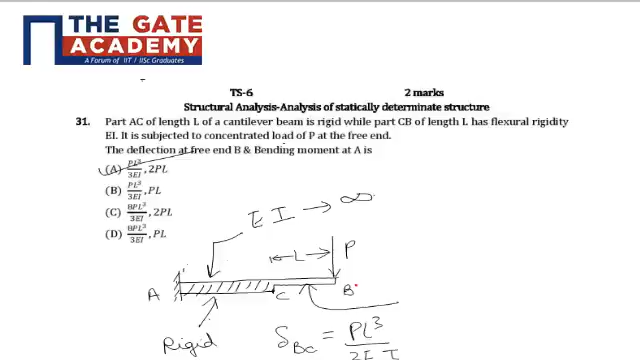 THE GATE
ACADEMY
A Forum of IIT / IISc Graduates
TS-6 2 marks
Structural Analysis-Analysis of statically determinate structure
31. Part AC of length L of a cantilever beam is rigid while part CB of length L has flexural rigidity
EI. It is subjected to concentrated load of P at the free end.
The deflection at free end B & Bending moment at A is
(A) PL³/3EI, 2PL
(B) PL³/3EI, PL
(C) 8PL³/3EI, 2PL
(D) 8PL³/3EI, PL
EI → ∞
L P
A C B
Rigid δBC = PL³/3EI